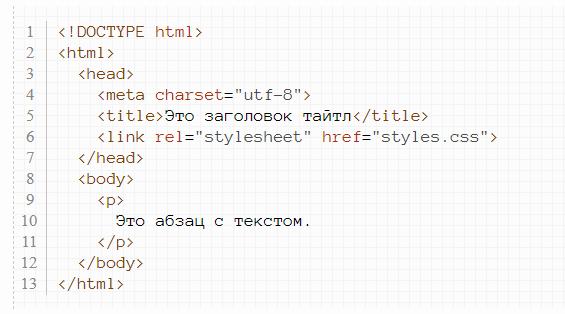 1 <!DOCTYPE html>
2 <html>
3 <head>
4 <meta charset="utf-8">
5 <title>Это заголовок тайтл</title>
6 <link rel="stylesheet" href="styles.css">
7 </head>
8 <body>
9 <p>
10 Это абзац с текстом.
11 </p>
12 </body>
13 </html>